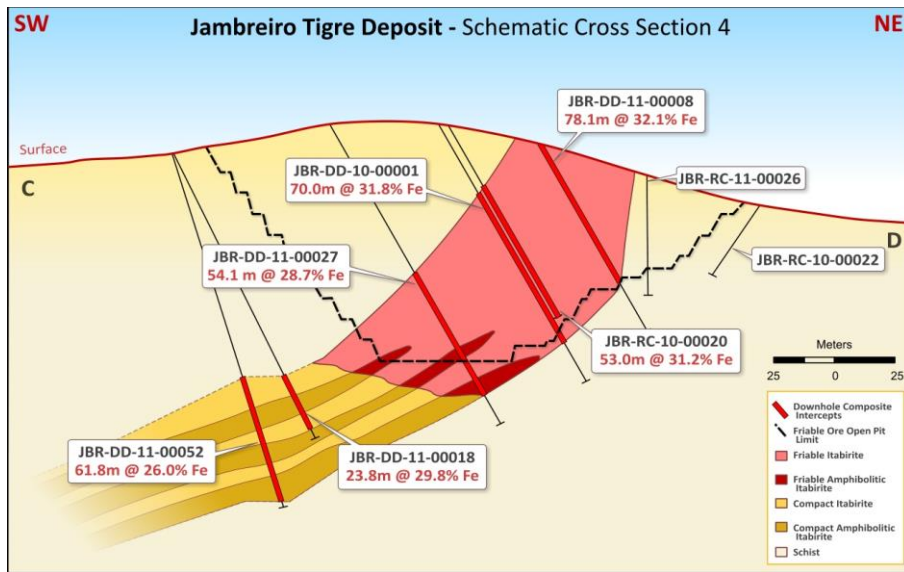 SW
Jambreiro Tigre Deposit - Schematic Cross Section 4
NE
JBR-DD-11-00008
78.1m @ 32.1% Fe
Surface
JBR-DD-10-00001
70.0m @ 31.8% Fe
JBR-RC-11-00026
C
D
JBR-DD-11-00027
54.1 m @ 28.7% Fe
JBR-RC-10-00022
JBR-RC-10-00020
53.0m @ 31.2% Fe
Meters
25 0 25
JBR-DD-11-00052
61.8m @ 26.0% Fe
JBR-DD-11-00018
23.8m @ 29.8% Fe
Downhole Composite
Intercepts
Friable Ore Open Pit
Limit
Friable Itabirite
Friable Amphibolitic
Itabirite
Compact Itabirite
Compact Amphibolitic
Itabirite
Schist